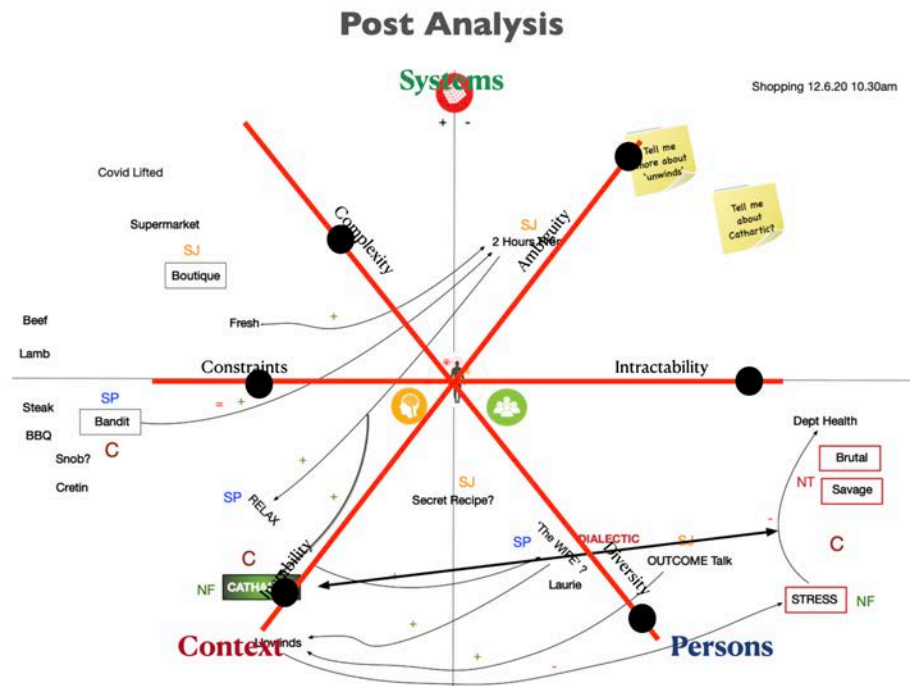 Post Analysis
Systems
Shopping 12.6.20 10.30am
+ -
Tell me
more about
'unwinds'
Tell me
about
Cathartic?
Covid Lifted
Complexity
Ambiguity
Supermarket
SJ
SJ
2 Hours
Boutique
Beef
Fresh
+
Lamb
Constraints
Intractability
Steak
SP
= +
Bandit
BBQ
C
Snob?
Cretin
Dept Health
Brutal
NT
Savage
+
SJ
SP
RELAX
Secret Recipe?
+
-
SP
'The WIPE' ?
DIALECTIC
SJ
OUTCOME Talk
C
C
NF
Laurie
Diversity
STRESS
NF
+
Context
Unwinds
+
-
Persons